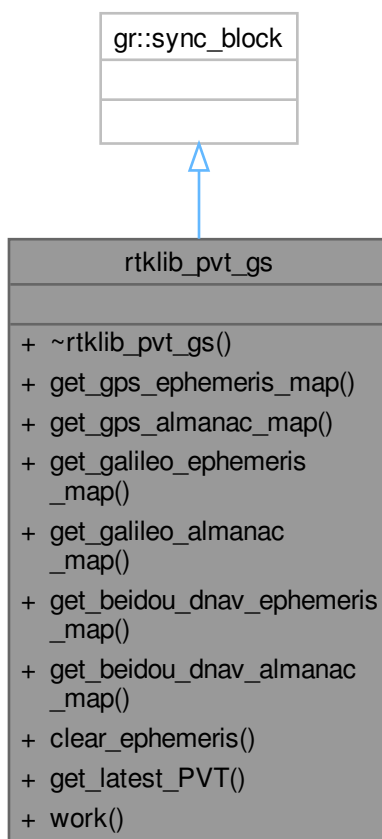 gr::sync_block
rtklib_pvt_gs
+ ~rtklib_pvt_gs()
+ get_gps_ephemeris_map()
+ get_gps_almanac_map()
+ get_galileo_ephemeris
_map()
+ get_galileo_almanac
_map()
+ get_beidou_dnav_ephemeris
_map()
+ get_beidou_dnav_almanac
_map()
+ clear_ephemeris()
+ get_latest_PVT()
+ work()